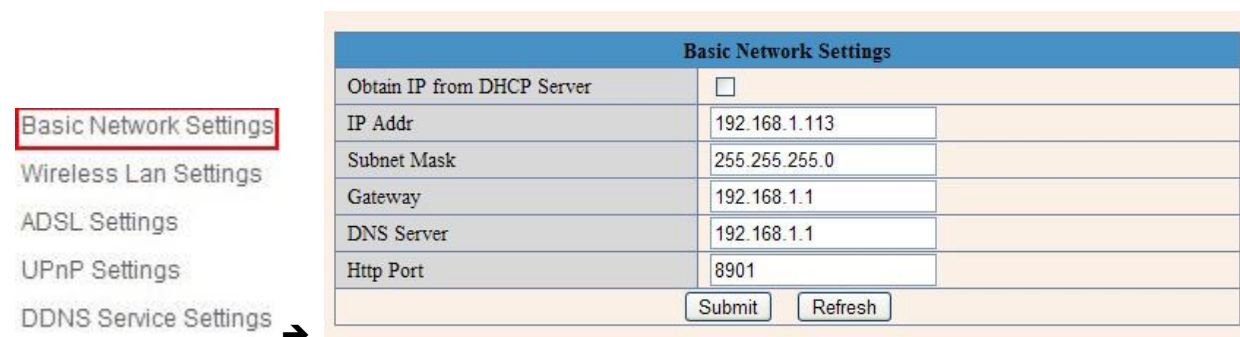 Basic Network Settings
Wireless Lan Settings
ADSL Settings
UPnP Settings
DDNS Service Settings ➔
Basic Network Settings
Obtain IP from DHCP Server
IP Addr 192.168.1.113
Subnet Mask 255.255.255.0
Gateway 192.168.1.1
DNS Server 192.168.1.1
Http Port 8901
Submit Refresh